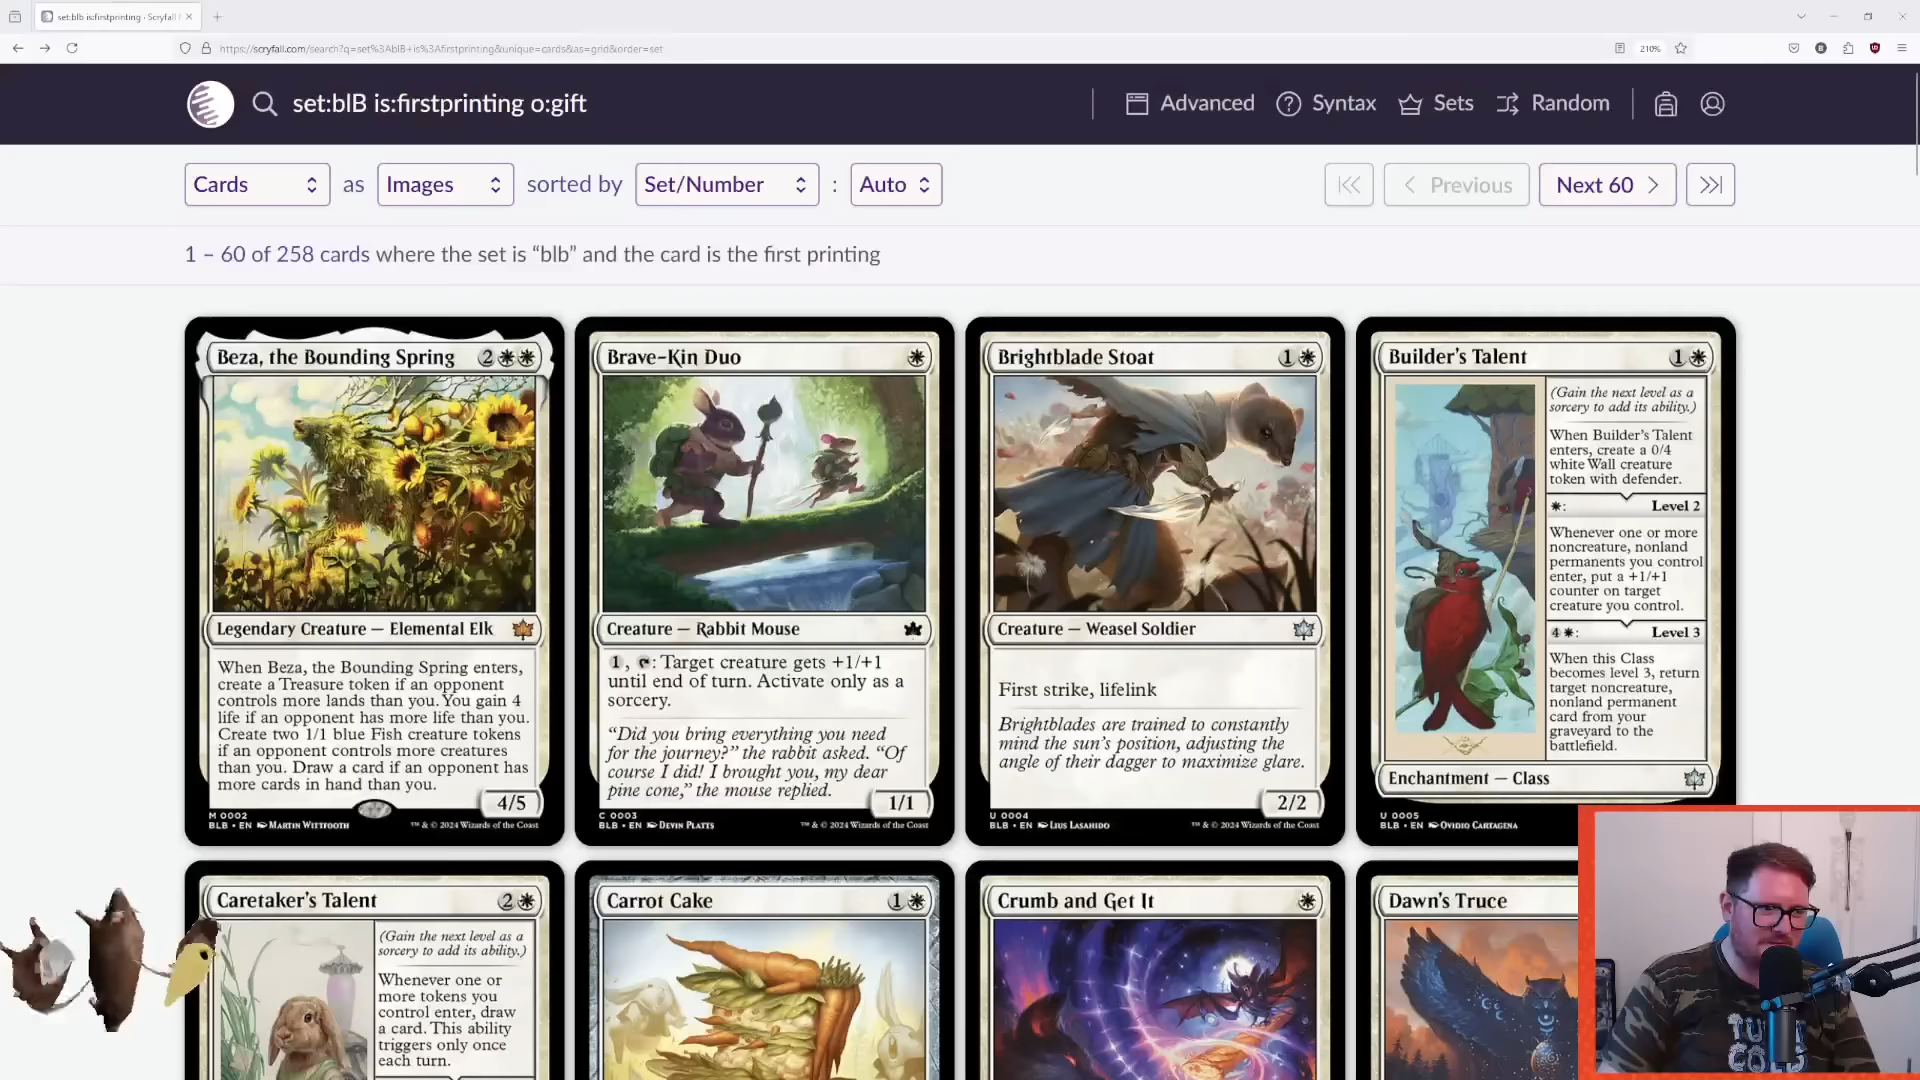 set:blb is:firstprinting · Scryfall
https://scryfall.com/search?q=set%3AblB+is%3Afirstprinting&unique=cards&as=grid&order=set
210%
set:blB is:firstprinting o:gift
Advanced
Syntax
Sets
Random
Cards
as
Images
sorted by
Set/Number
:
Auto
Previous
Next 60
1 – 60 of 258 cards where the set is “blb” and the card is the first printing
Beza, the Bounding Spring 2
Legendary Creature — Elemental Elk
When Beza, the Bounding Spring enters,
create a Treasure token if an opponent
controls more lands than you. You gain 4
life if an opponent has more life than you.
Create two 1/1 blue Fish creature tokens
if an opponent controls more creatures
than you. Draw a card if an opponent has
more cards in hand than you.
4/5
M 0002
BLB • EN Martin Wittfooth
™ & © 2024 Wizards of the Coast
Brave-Kin Duo
Creature — Rabbit Mouse
1, : Target creature gets +1/+1
until end of turn. Activate only as a
sorcery.
“Did you bring everything you need
for the journey?” the rabbit asked. “Of
course I did! I brought you, my dear
pine cone,” the mouse replied.
1/1
C 0003
BLB • EN Devin Platts
™ & © 2024 Wizards of the Coast
Brightblade Stoat 1
Creature — Weasel Soldier
First strike, lifelink
Brightblades are trained to constantly
mind the sun’s position, adjusting the
angle of their dagger to maximize glare.
2/2
U 0004
BLB • EN Lius Lasahido
™ & © 2024 Wizards of the Coast
Builder’s Talent 1
(Gain the next level as a
sorcery to add its ability.)
When Builder’s Talent
enters, create a 0/4
white Wall creature
token with defender.
: Level 2
Whenever one or more
noncreature, nonland
permanents you control
enter, put a +1/+1
counter on target
creature you control.
4 : Level 3
When this Class
becomes level 3, return
target noncreature,
nonland permanent
card from your
graveyard to the
battlefield.
Enchantment — Class
U 0005
BLB • EN Ovidio Cartagena
Caretaker’s Talent 2
(Gain the next level as a
sorcery to add its ability.)
Whenever one or
more tokens you
control enter, draw
a card. This ability
triggers only once
each turn.
Carrot Cake 1
Crumb and Get It
Dawn’s Truce